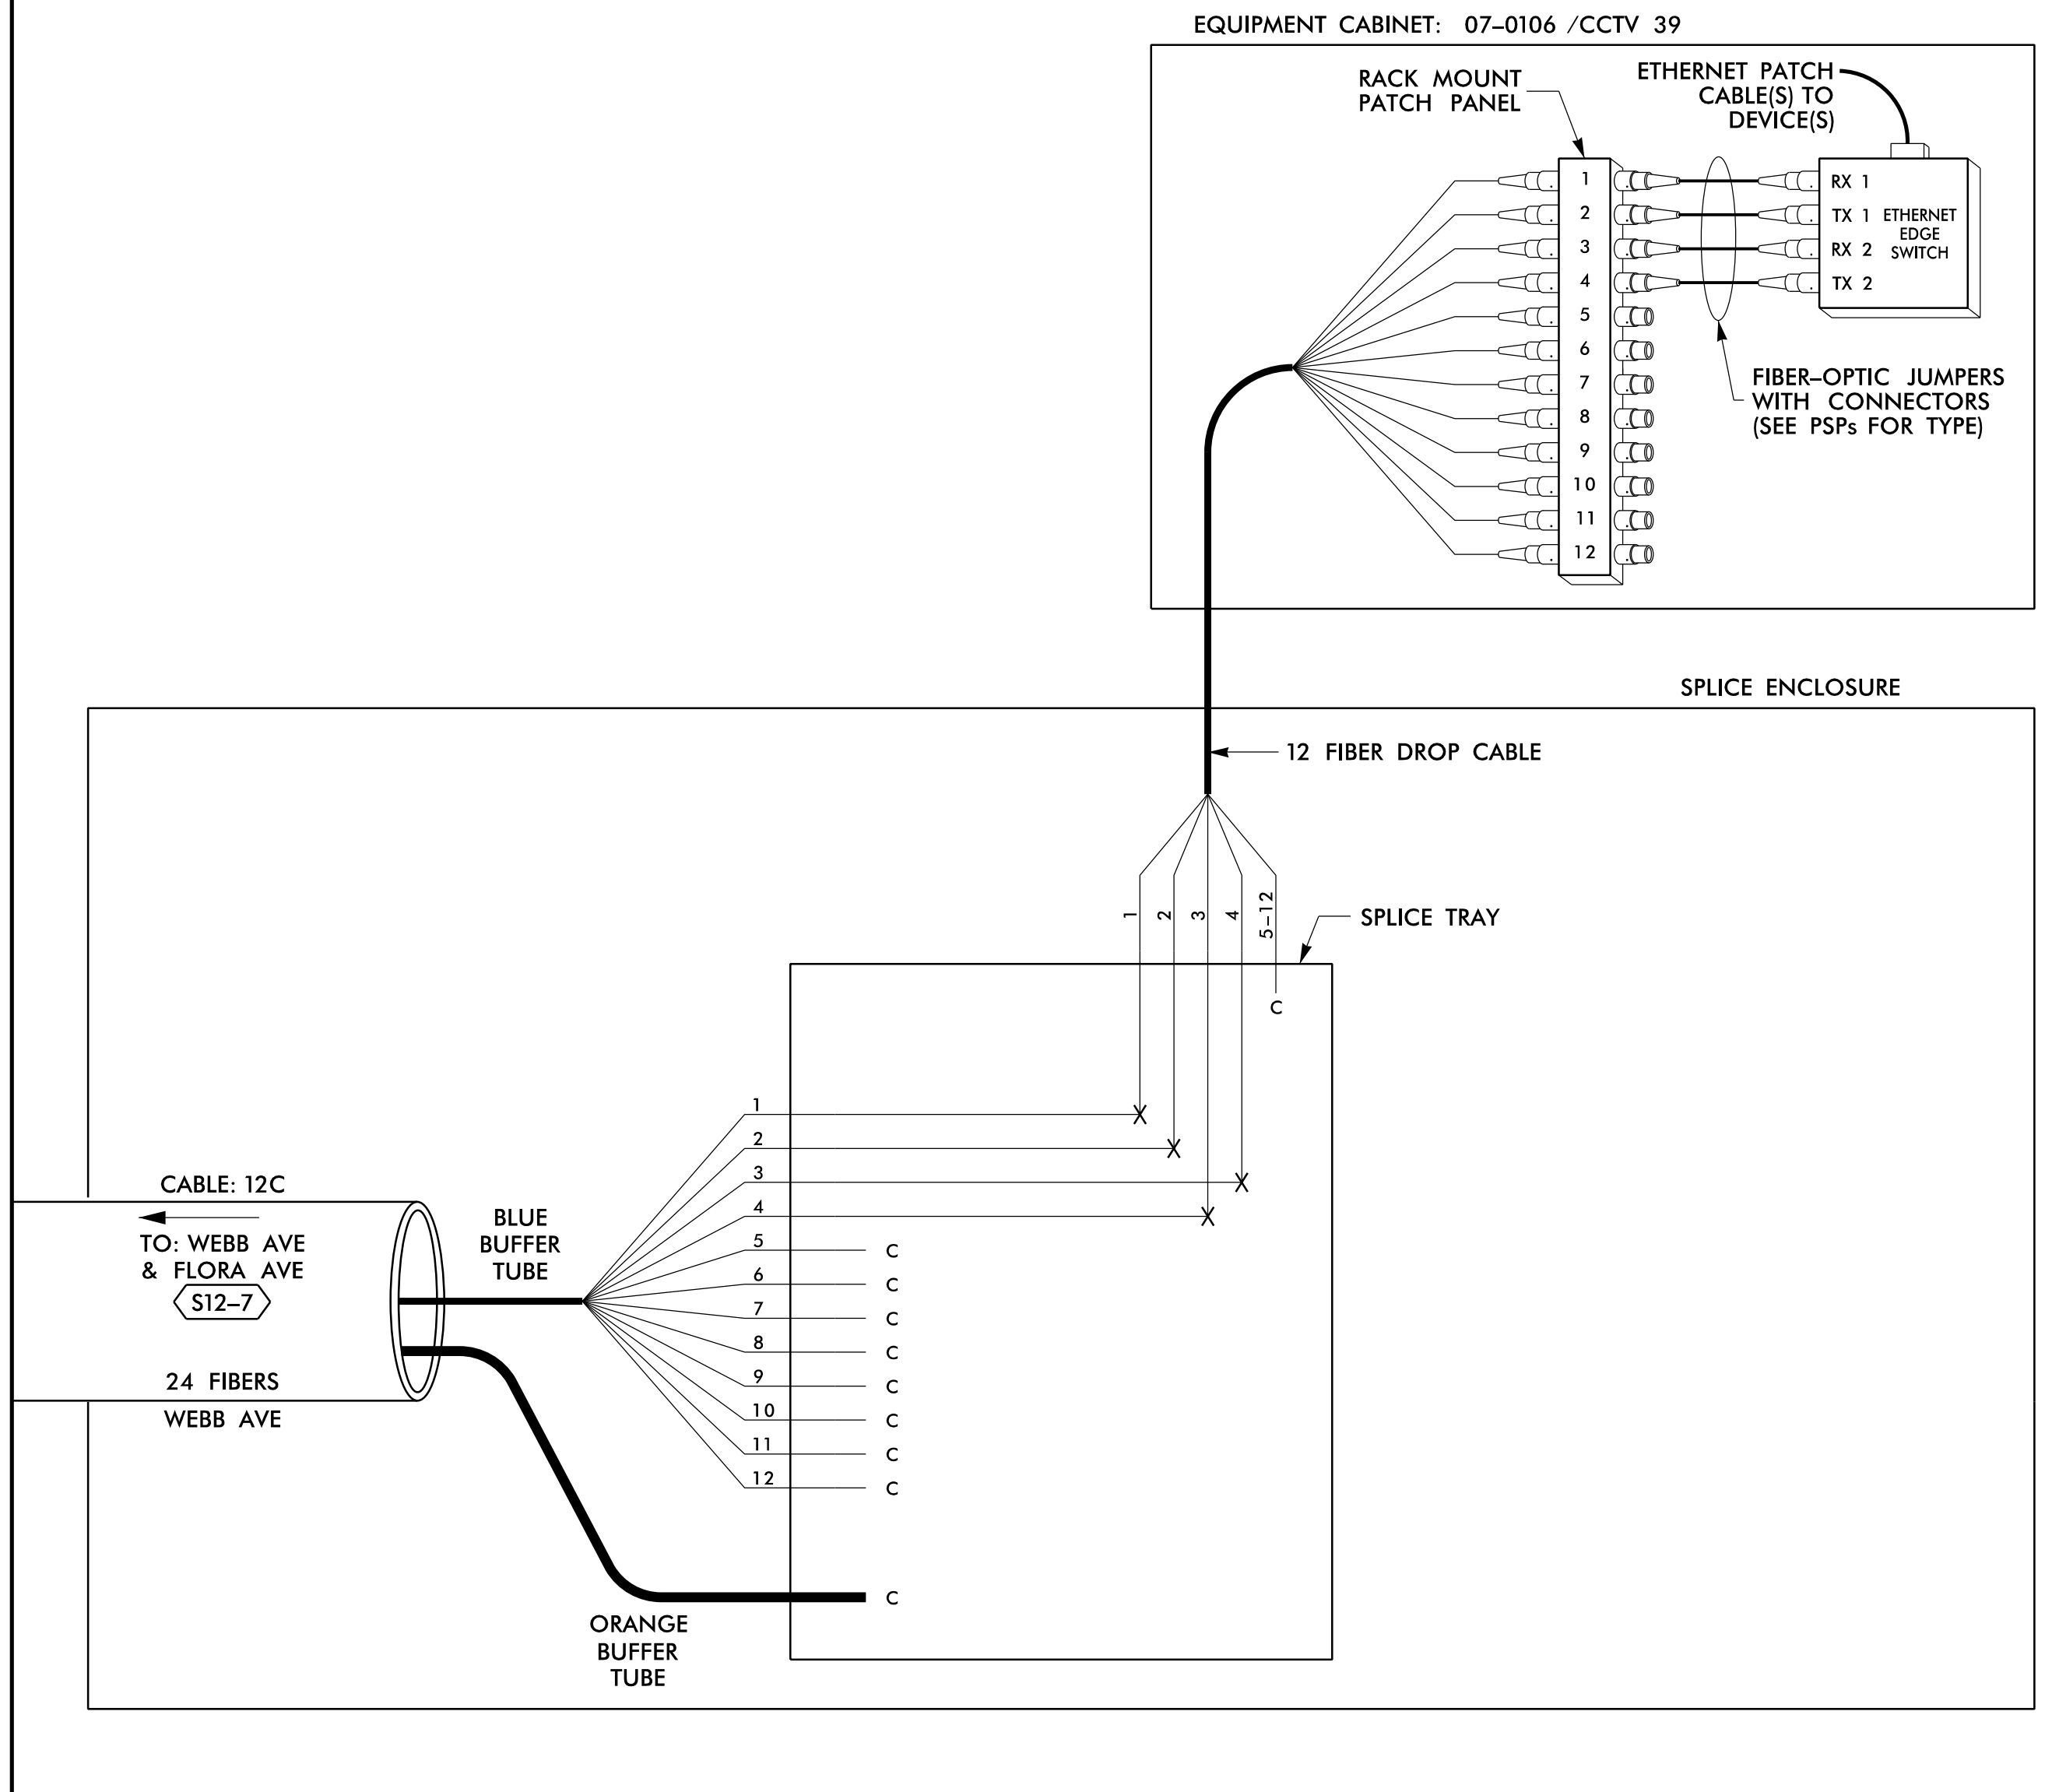 EQUIPMENT CABINET: 07-0106 /CCTV 39
RACK MOUNT
PATCH PANEL
ETHERNET PATCH
CABLE(S) TO
DEVICE(S)
1
2
3
4
5
6
7
8
9
10
11
12
RX 1
TX 1
RX 2
TX 2
ETHERNET
EDGE
SWITCH
FIBER-OPTIC JUMPERS
WITH CONNECTORS
(SEE PSPs FOR TYPE)
SPLICE ENCLOSURE
12 FIBER DROP CABLE
1
2
3
4
5-12
SPLICE TRAY
C
CABLE: 12C
TO: WEBB AVE
& FLORA AVE
S12-7
24 FIBERS
WEBB AVE
BLUE
BUFFER
TUBE
1
2
3
4
5 C
6 C
7 C
8 C
9 C
10 C
11 C
12 C
C
ORANGE
BUFFER
TUBE